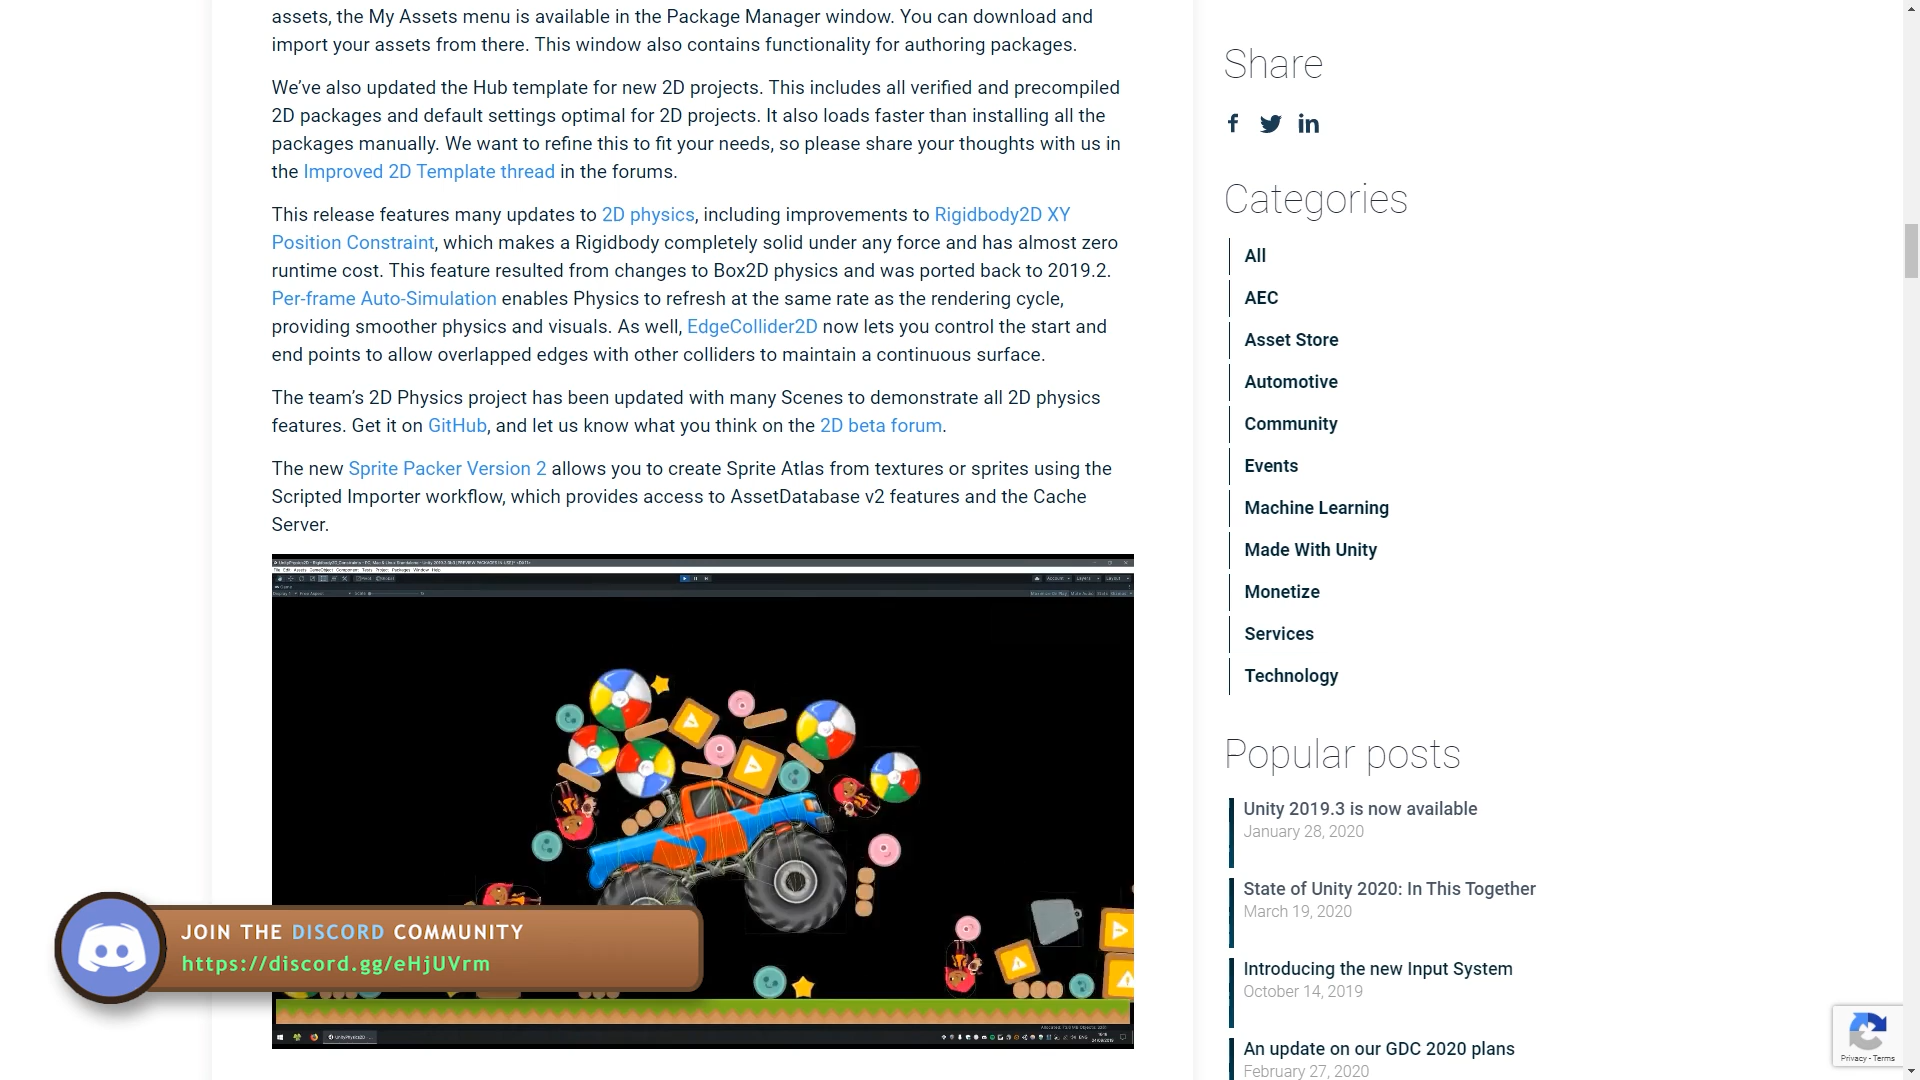 assets, the My Assets menu is available in the Package Manager window. You can download and
import your assets from there. This window also contains functionality for authoring packages.
We’ve also updated the Hub template for new 2D projects. This includes all verified and precompiled
2D packages and default settings optimal for 2D projects. It also loads faster than installing all the
packages manually. We want to refine this to fit your needs, so please share your thoughts with us in
the Improved 2D Template thread in the forums.
This release features many updates to 2D physics, including improvements to Rigidbody2D XY
Position Constraint, which makes a Rigidbody completely solid under any force and has almost zero
runtime cost. This feature resulted from changes to Box2D physics and was ported back to 2019.2.
Per-frame Auto-Simulation enables Physics to refresh at the same rate as the rendering cycle,
providing smoother physics and visuals. As well, EdgeCollider2D now lets you control the start and
end points to allow overlapped edges with other colliders to maintain a continuous surface.
The team’s 2D Physics project has been updated with many Scenes to demonstrate all 2D physics
features. Get it on GitHub, and let us know what you think on the 2D beta forum.
The new Sprite Packer Version 2 allows you to create Sprite Atlas from textures or sprites using the
Scripted Importer workflow, which provides access to AssetDatabase v2 features and the Cache
Server.
File Edit Assets GameObject Component Tools Project Packages Window Help
JOIN THE DISCORD COMMUNITY
https://discord.gg/eHjUVrm
Share
Categories
All
AEC
Asset Store
Automotive
Community
Events
Machine Learning
Made With Unity
Monetize
Services
Technology
Popular posts
Unity 2019.3 is now available
January 28, 2020
State of Unity 2020: In This Together
March 19, 2020
Introducing the new Input System
October 14, 2019
An update on our GDC 2020 plans
February 27, 2020
Privacy - Terms